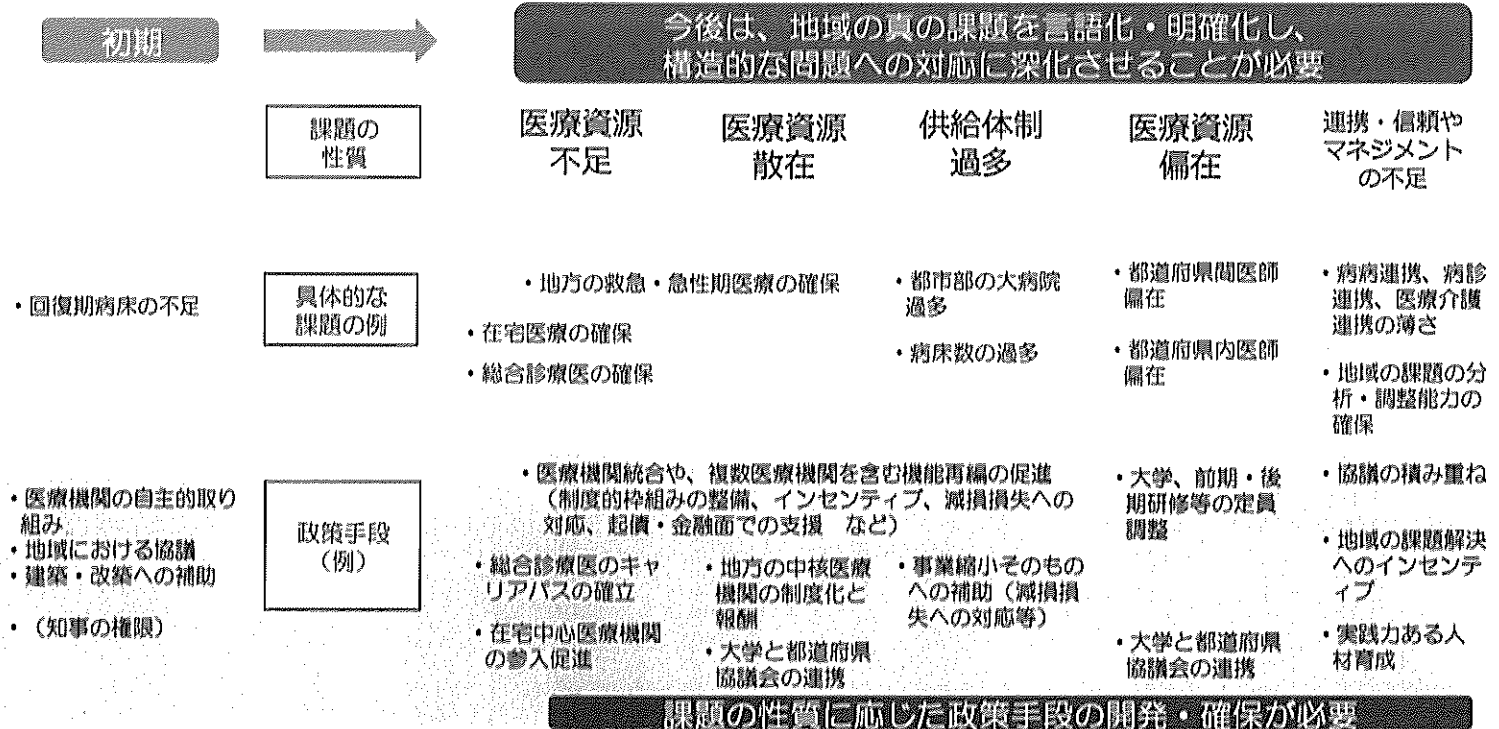 初期
今後は、地域の真の課題を言語化・明確化し、
構造的な問題への対応に深化させることが必要
課題の
性質
医療資源
不足
医療資源
散在
供給体制
過多
医療資源
偏在
連携・信頼や
マネジメント
の不足
・回復期病床の不足
具体的な
課題の例
・地方の救急・急性期医療の確保
・在宅医療の確保
・総合診療医の確保
・都市部の大病院
過多
・病床数の過多
・都道府県間医師
偏在
・都道府県内医師
偏在
・病病連携、病診
連携、医療介護
連携の薄さ
・地域の課題の分
析・調整能力の
確保
・医療機関の自主的取り
組み
・地域における協議
・建築・改築への補助
・（知事の権限）
政策手段
（例）
・医療機関統合や、複数医療機関を含む機能再編の促進
（制度的枠組みの整備、インセンティブ、減損損失への
対応、起債・金融面での支援　など）
・総合診療医のキャ
リアパスの確立
・在宅中心医療機関
の参入促進
・地方の中核医療
機関の制度化と
報酬
・大学と都道府県
協議会の連携
・事業縮小そのもの
への補助（減損損
失への対応等）
・大学、前期・後
期研修等の定員
調整
・大学と都道府県
協議会の連携
・協議の積み重ね
・地域の課題解決
へのインセンテ
ィブ
・実践力ある人
材育成
課題の性質に応じた政策手段の開発・確保が必要